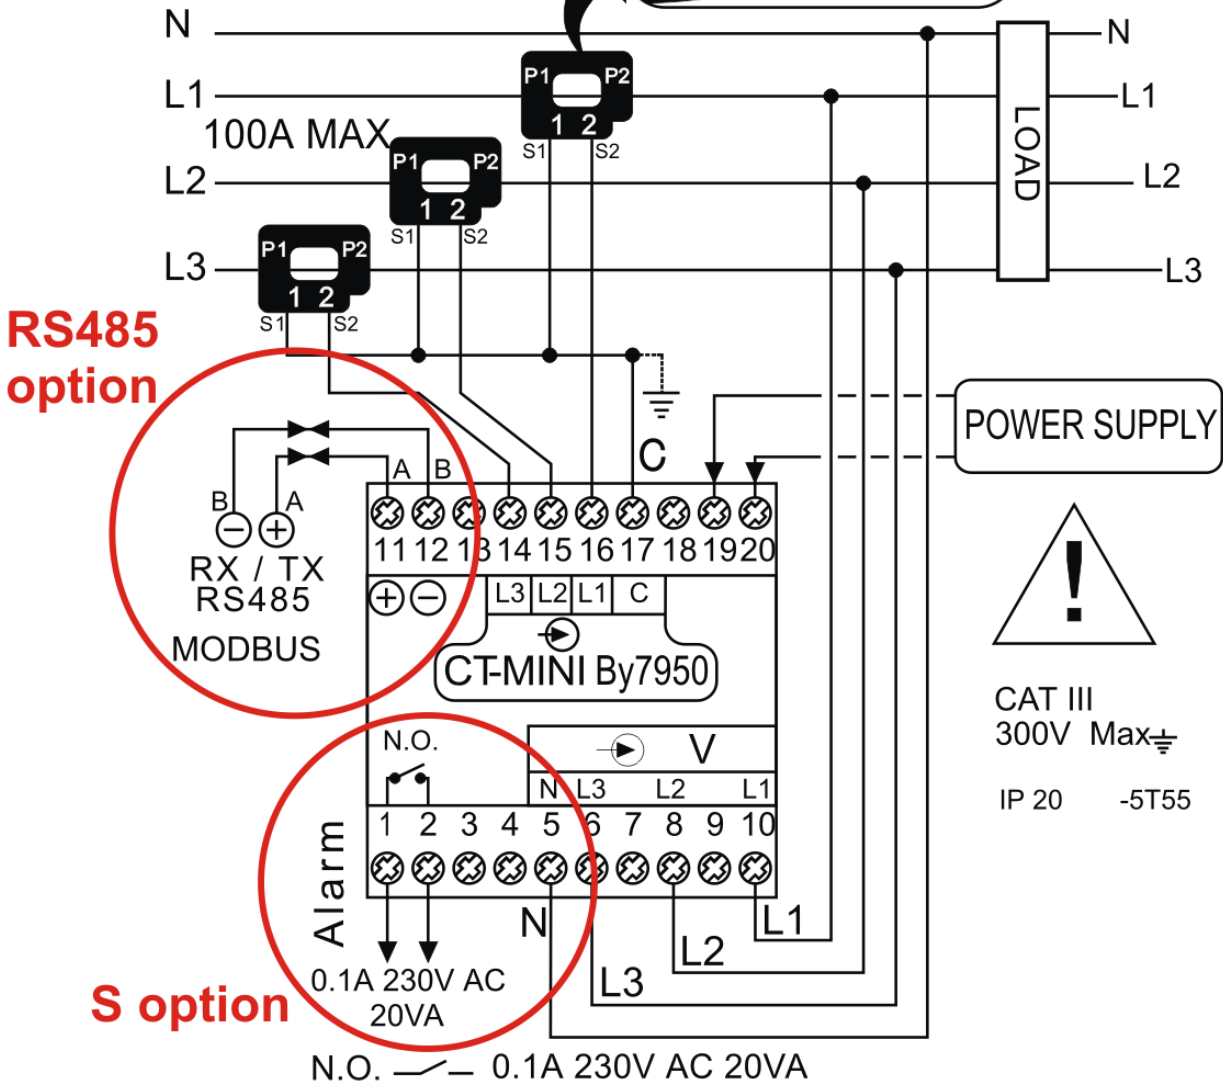 N N
P1 P2
L1 L1
1 2
100A MAX S1 S2
LOAD
P1 P2
L2 L2
1 2
S1 S2
P1 P2
L3 L3
1 2
S1 S2
RS485
option
POWER SUPPLY
C
A B
B A
11 12 13 14 15 16 17 18 19 20
RX / TX
RS485
L3 L2 L1 C
MODBUS
CT-MINI By7950
CAT III
300V Max
N.O. V
N L3 L2 L1
IP 20 -5T55
1 2 3 4 5 6 7 8 9 10
Alarm
N L1
L2
0.1A 230V AC L3
S option
20VA
N.O. 0.1A 230V AC 20VA